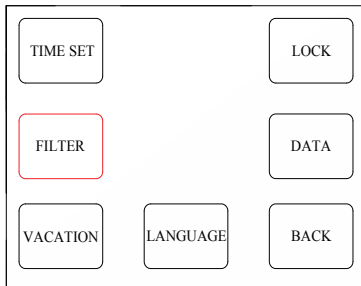 TIME SET
LOCK
FILTER
DATA
VACATION
LANGUAGE
BACK